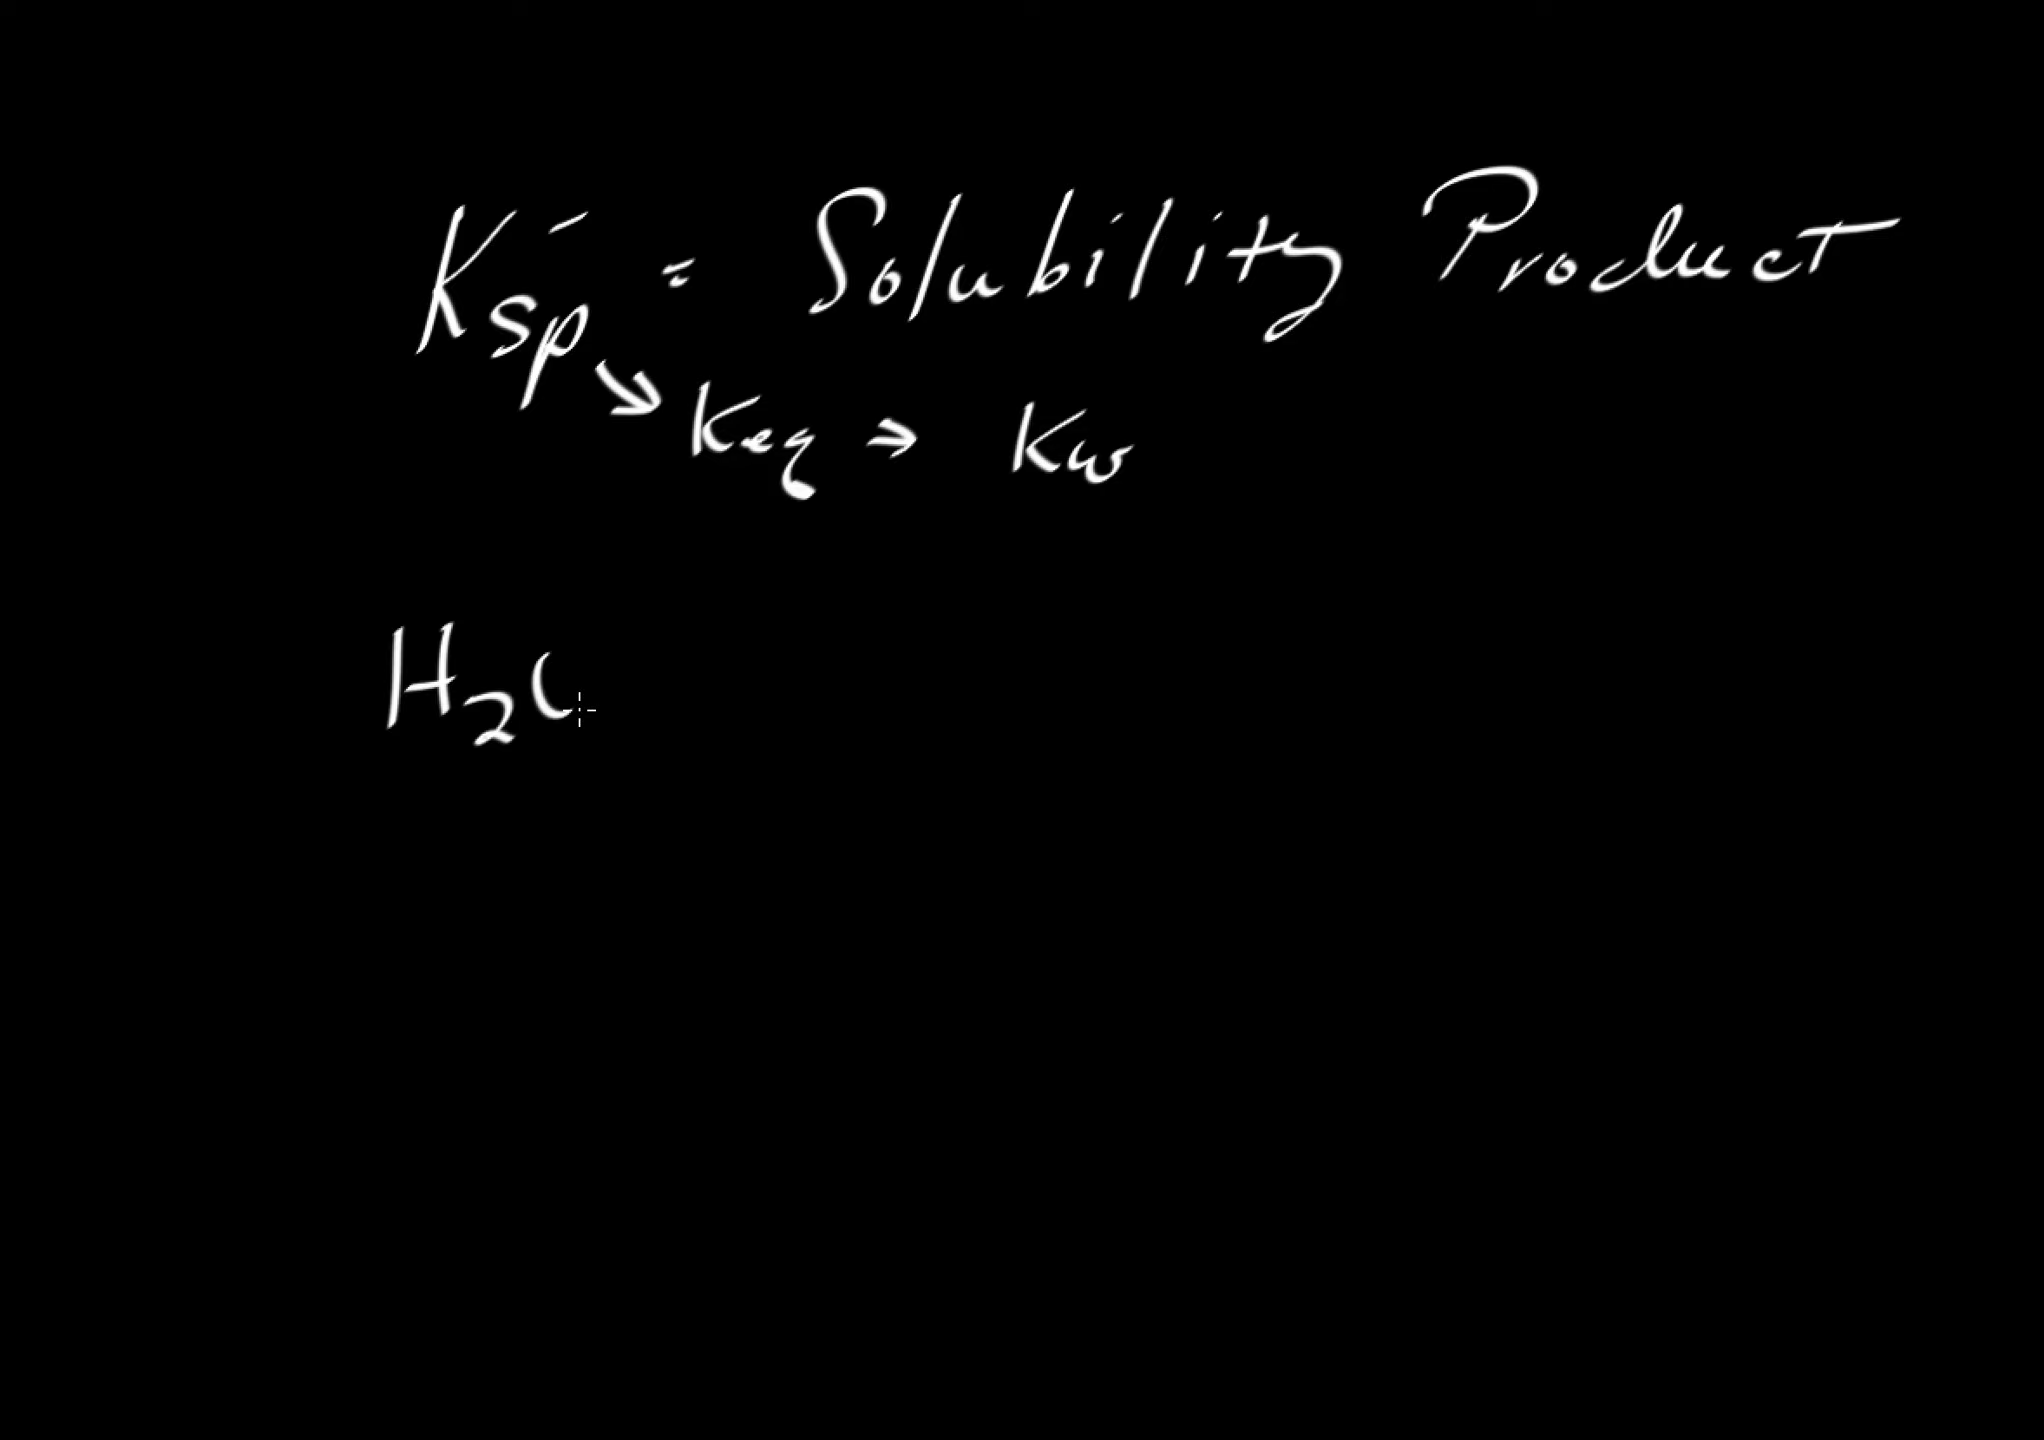 Ksp = Solubility Product
↘ Keq → Kw
H₂O